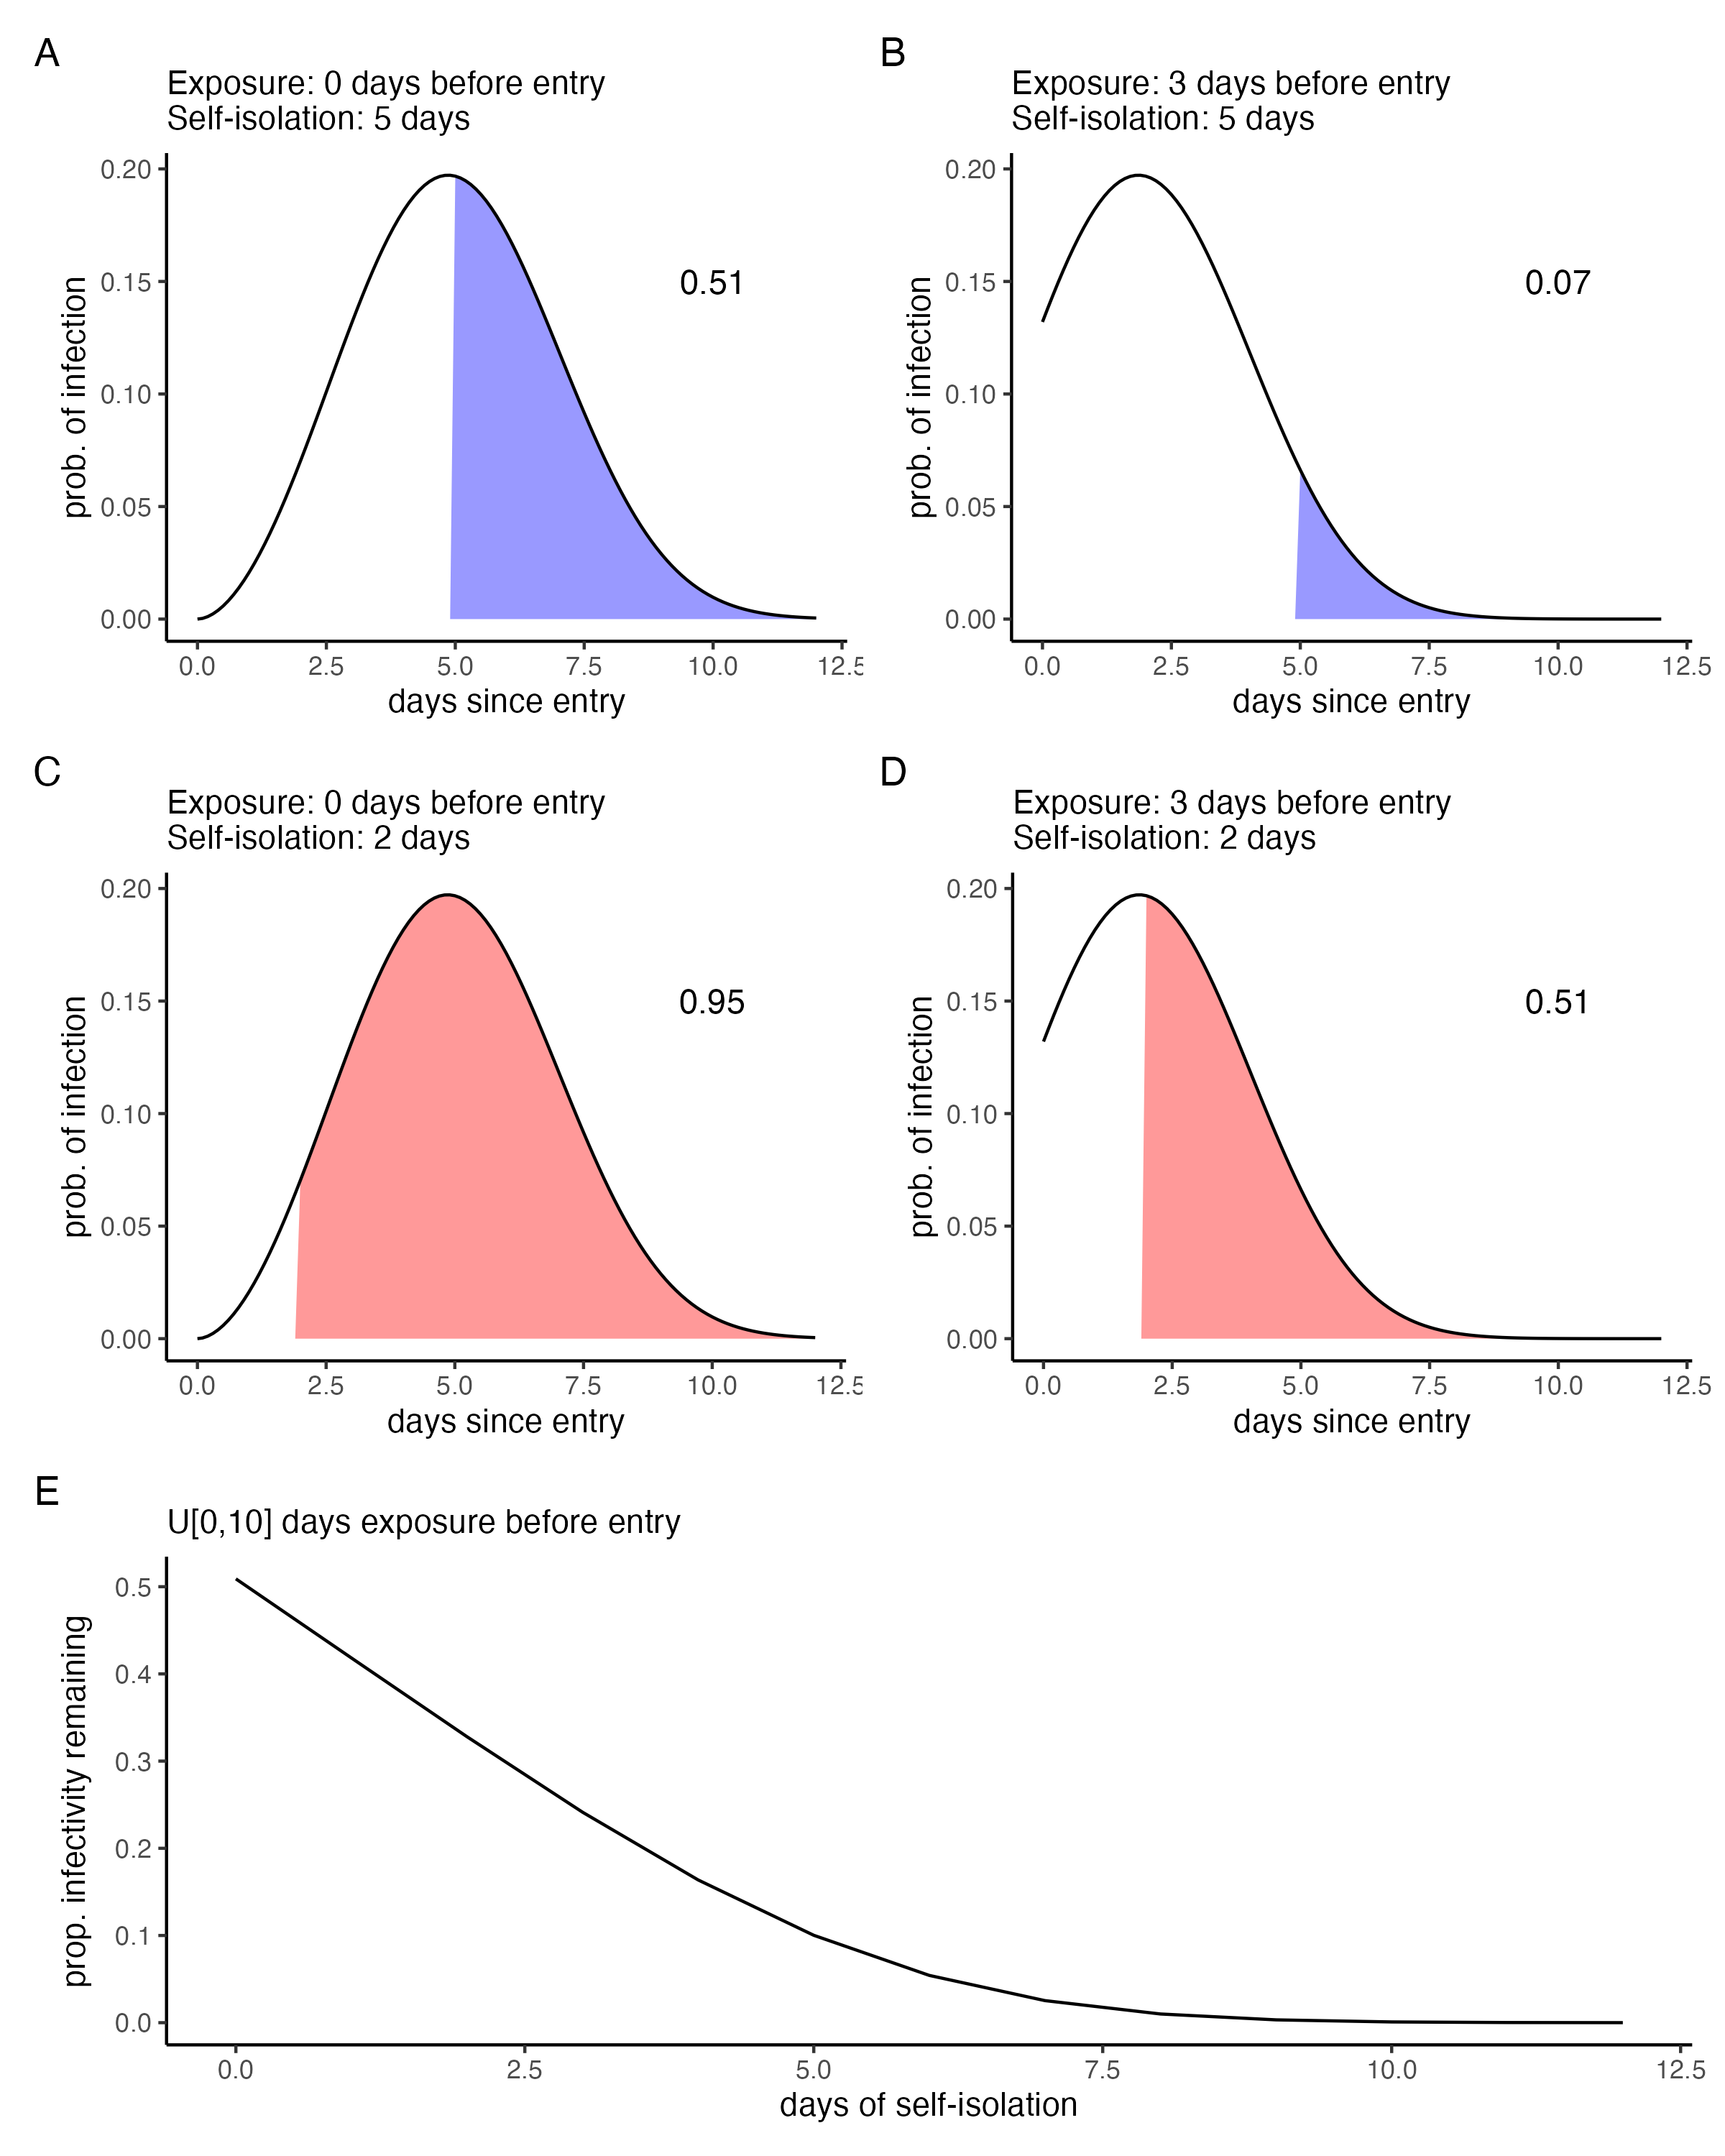 A
Exposure: 0 days before entry
Self-isolation: 5 days
prob. of infection
0.20
0.15
0.10
0.05
0.00
0.51
0.0 2.5 5.0 7.5 10.0 12.5
days since entry
B
Exposure: 3 days before entry
Self-isolation: 5 days
prob. of infection
0.20
0.15
0.10
0.05
0.00
0.07
0.0 2.5 5.0 7.5 10.0 12.5
days since entry
C
Exposure: 0 days before entry
Self-isolation: 2 days
prob. of infection
0.20
0.15
0.10
0.05
0.00
0.95
0.0 2.5 5.0 7.5 10.0 12.5
days since entry
D
Exposure: 3 days before entry
Self-isolation: 2 days
prob. of infection
0.20
0.15
0.10
0.05
0.00
0.51
0.0 2.5 5.0 7.5 10.0 12.5
days since entry
E
U[0,10] days exposure before entry
prop. infectivity remaining
0.5
0.4
0.3
0.2
0.1
0.0
0.0 2.5 5.0 7.5 10.0 12.5
days of self-isolation